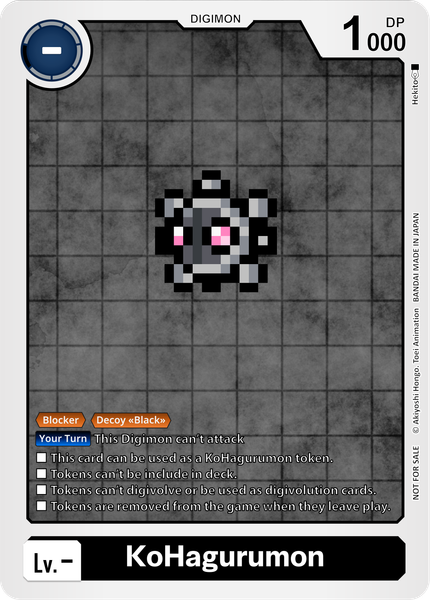 DIGIMON
DP
1000
-
Blocker Decoy «Black»
Your Turn This Digimon can't attack
This card can be used as a KoHagurumon token.
Tokens can't be include in deck.
Tokens can't digivolve or be used as digivolution cards.
Tokens are removed from the game when they leave play.
Lv.-
KoHagurumon
Hekito
NOT FOR SALE © Akiyoshi Hongo. Toei Animation BANDAI MADE IN JAPAN